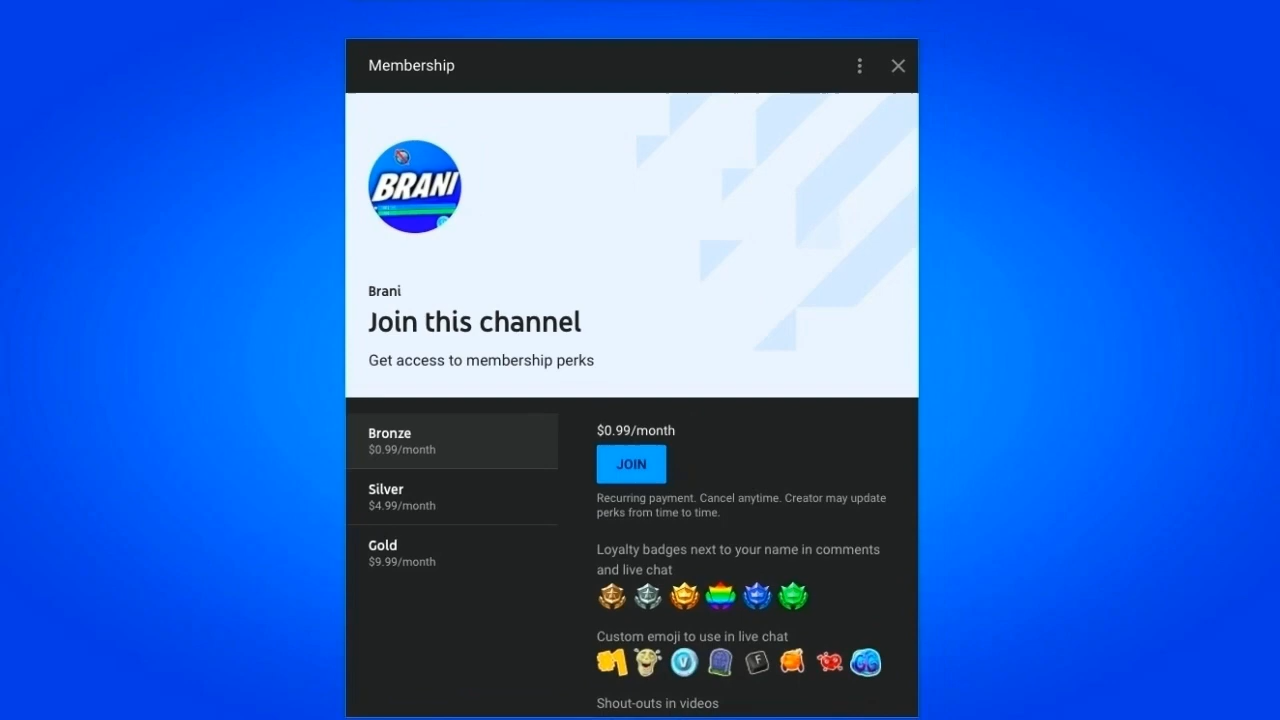 Membership
BRANI
Brani
Join this channel
Get access to membership perks
Bronze
$0.99/month
Silver
$4.99/month
Gold
$9.99/month
$0.99/month
JOIN
Recurring payment. Cancel anytime. Creator may update
perks from time to time.
Loyalty badges next to your name in comments
and live chat
Custom emoji to use in live chat
#1
V
F
GG
Shout-outs in videos